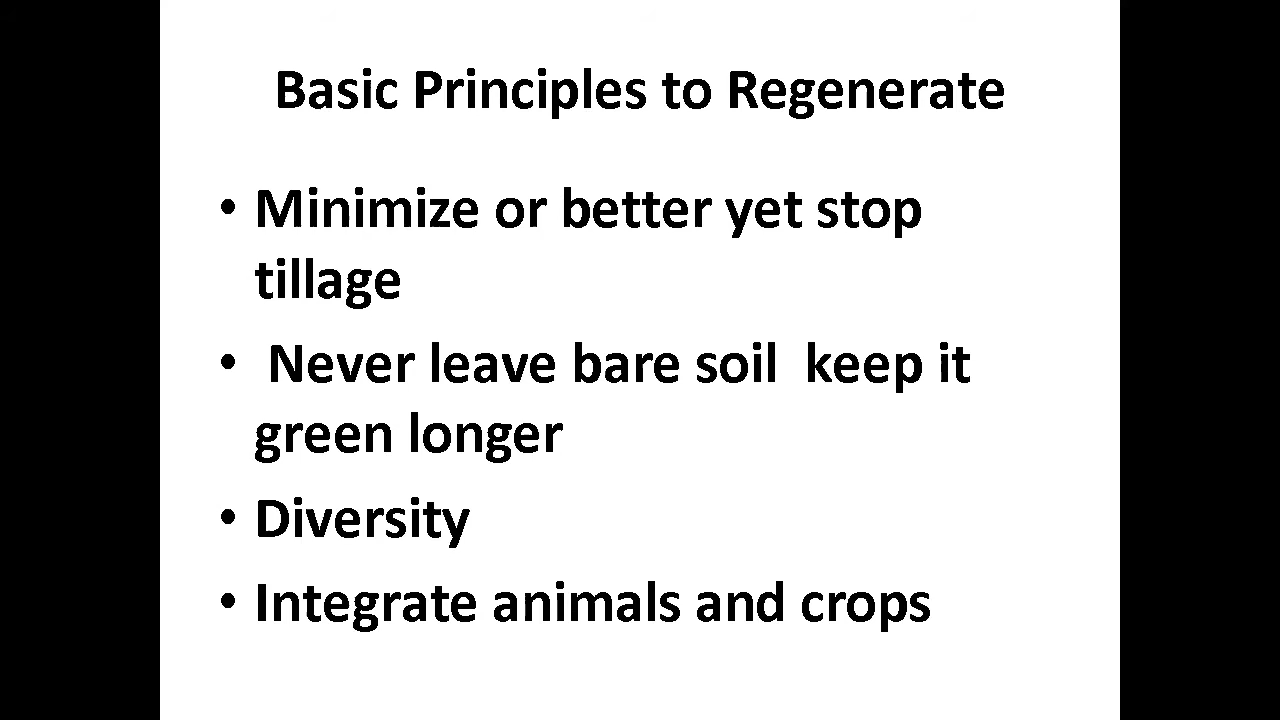 Basic Principles to Regenerate
• Minimize or better yet stop
tillage
• Never leave bare soil  keep it
green longer
• Diversity
• Integrate animals and crops